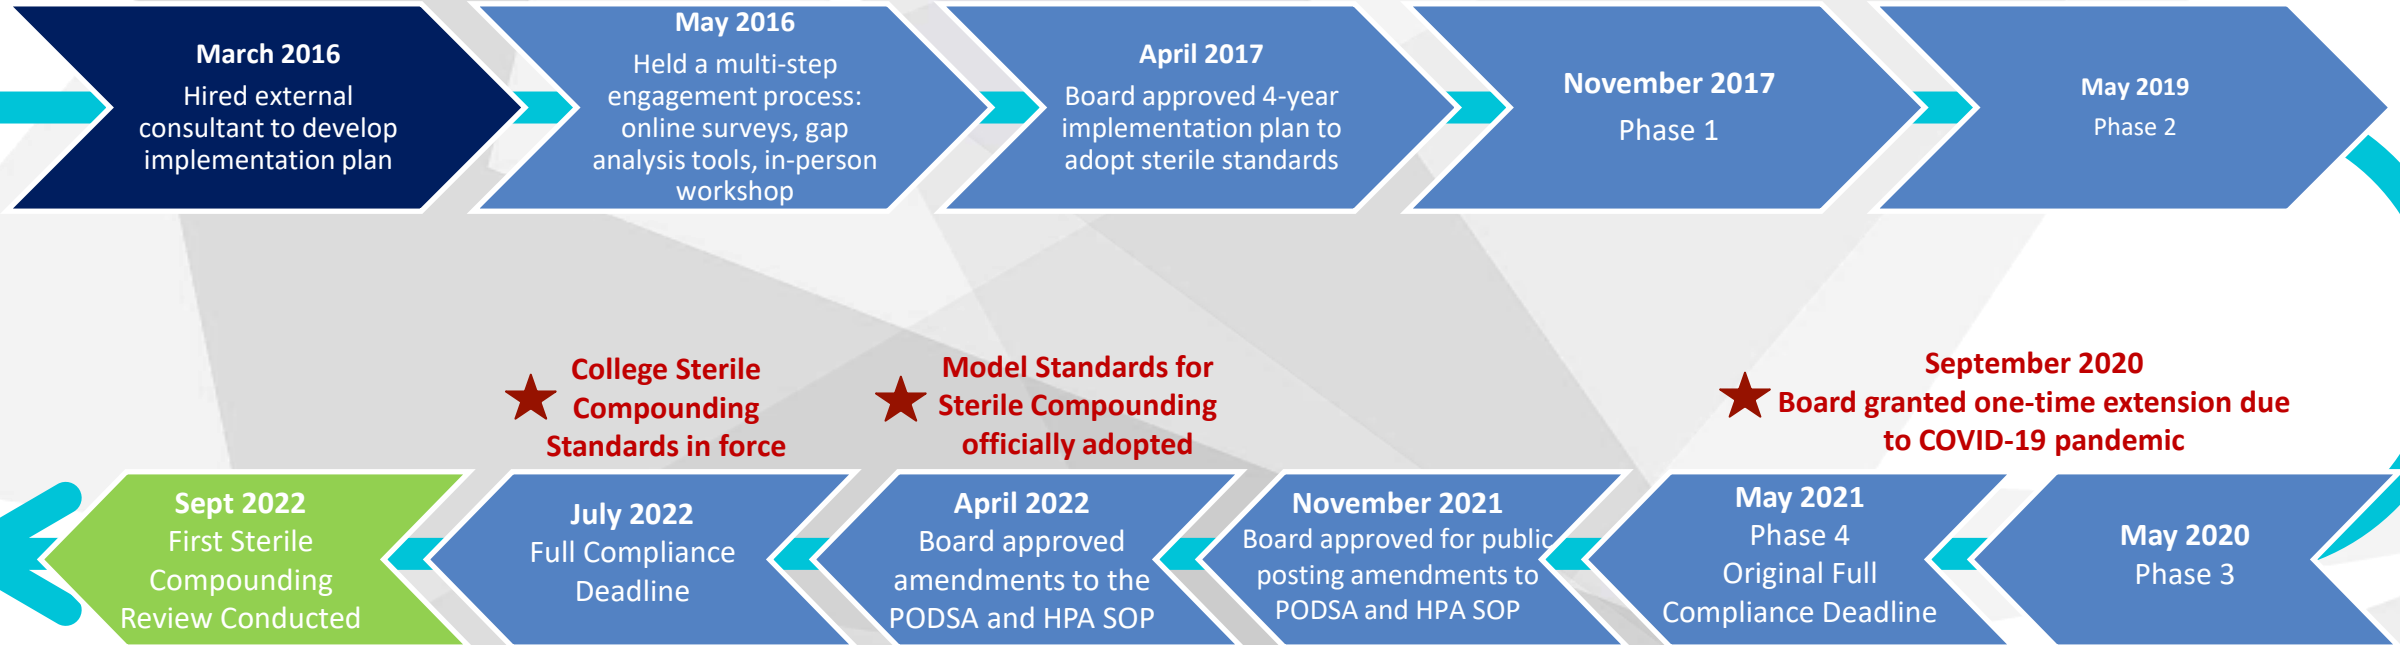 March 2016
Hired external
consultant to develop
implementation plan
May 2016
Held a multi-step
engagement process:
online surveys, gap
analysis tools, in-person
workshop
April 2017
Board approved 4-year
implementation plan to
adopt sterile standards
November 2017
Phase 1
May 2019
Phase 2
September 2020
Board granted one-time extension due
to COVID-19 pandemic
May 2020
Phase 3
May 2021
Phase 4
Original Full
Compliance Deadline
November 2021
Board approved for public
posting amendments to
PODSA and HPA SOP
Model Standards for
Sterile Compounding
officially adopted
April 2022
Board approved
amendments to the
PODSA and HPA SOP
College Sterile
Compounding
Standards in force
July 2022
Full Compliance
Deadline
Sept 2022
First Sterile
Compounding
Review Conducted